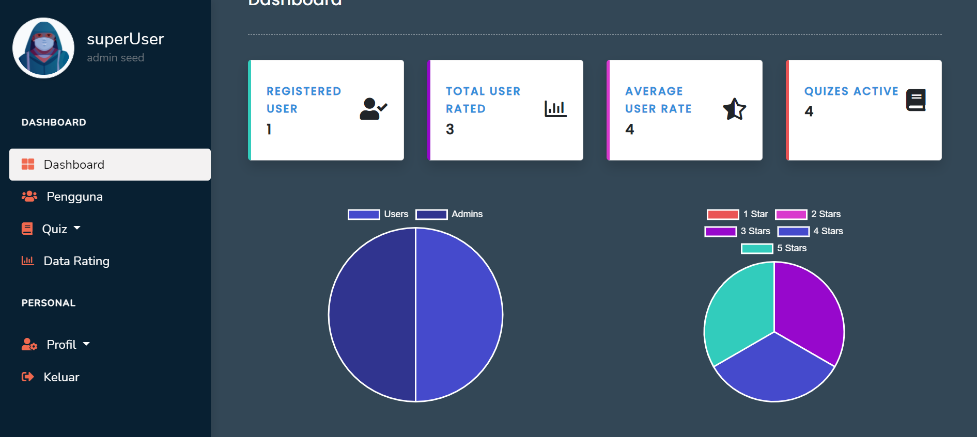 Dashboard
superUser
admin seed
DASHBOARD
Dashboard
Pengguna
Quiz
Data Rating
PERSONAL
Profil
Keluar
REGISTERED
USER
1
TOTAL USER
RATED
3
AVERAGE
USER RATE
4
QUIZES ACTIVE
4
Users Admins
1 Star 2 Stars
3 Stars 4 Stars
5 Stars